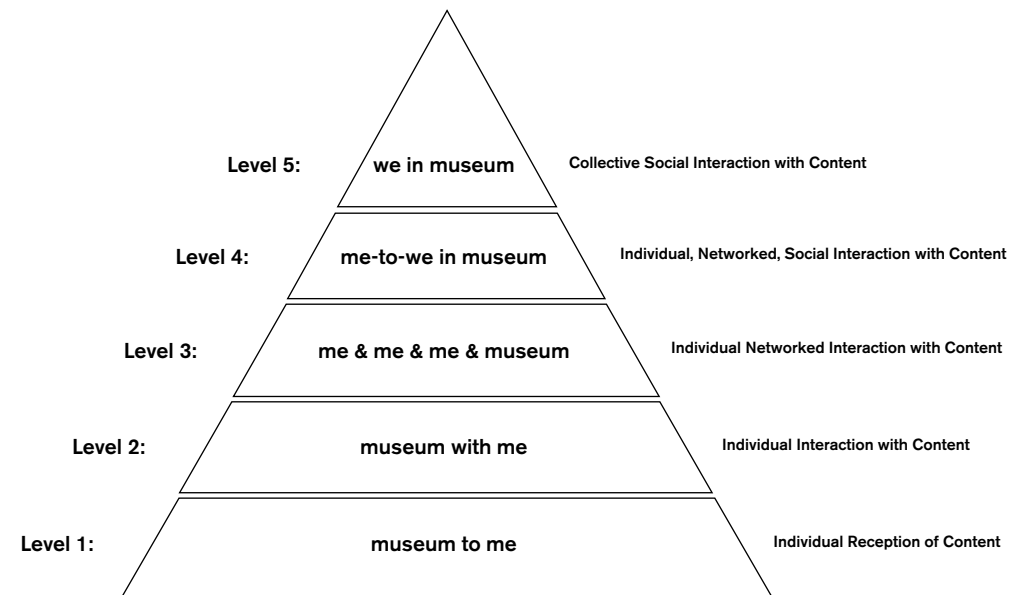 Level 5: we in museum Collective Social Interaction with Content
Level 4: me-to-we in museum Individual, Networked, Social Interaction with Content
Level 3: me & me & me & museum Individual Networked Interaction with Content
Level 2: museum with me Individual Interaction with Content
Level 1: museum to me Individual Reception of Content